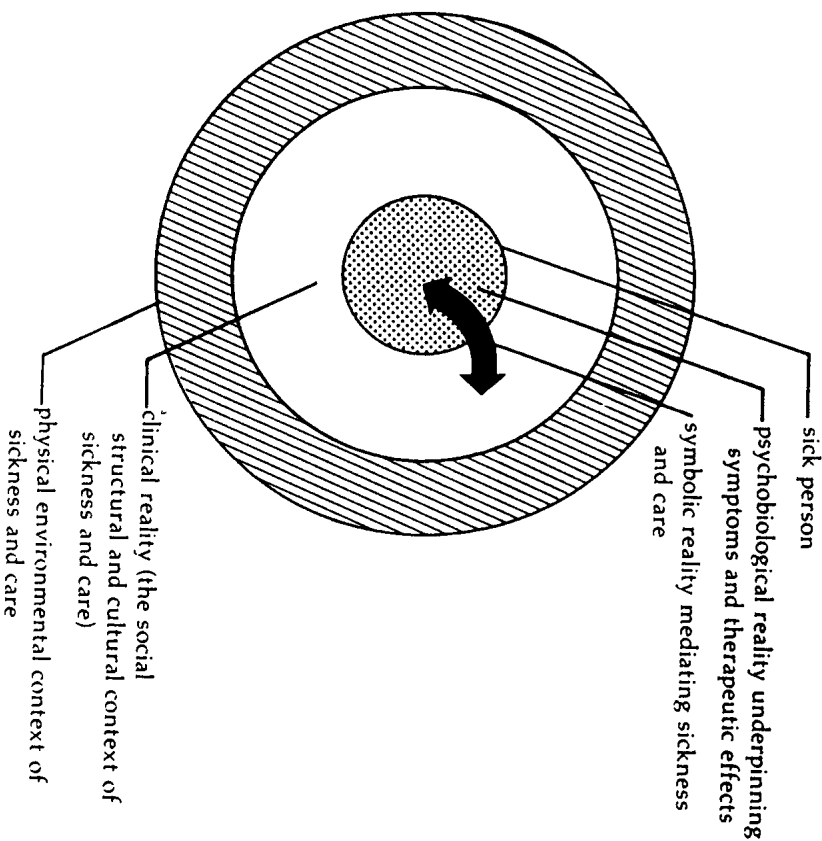 sick person
psychobiological reality underpinning
symptoms and therapeutic effects
symbolic reality mediating sickness
and care
clinical reality (the social
structural and cultural context of
sickness and care)
physical environmental context of
sickness and care